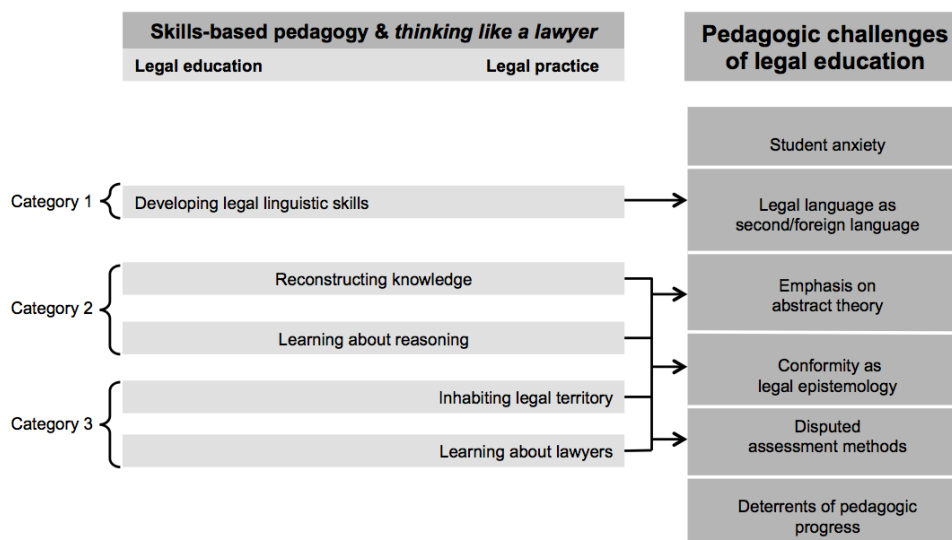 Skills-based pedagogy & thinking like a lawyer
Legal education
Legal practice
Pedagogic challenges
of legal education
Student anxiety
Category 1
Developing legal linguistic skills
Legal language as
second/foreign language
Category 2
Reconstructing knowledge
Learning about reasoning
Emphasis on
abstract theory
Category 3
Inhabiting legal territory
Learning about lawyers
Conformity as
legal epistemology
Disputed
assessment methods
Deterrents of pedagogic
progress